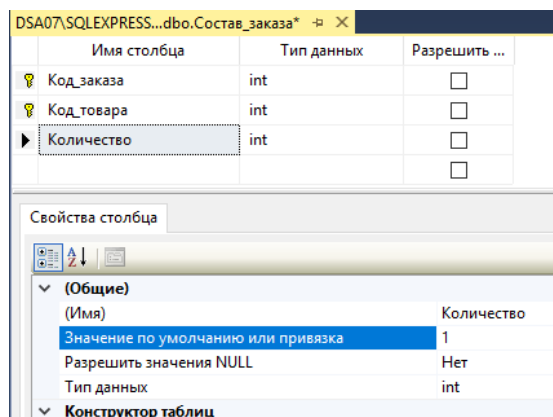 DSA07\SQLEXPRESS...dbo.Состав_заказа*
Имя столбца Тип данных Разрешить ...
Код_заказа int
Код_товара int
Количество int
Свойства столбца
(Общие)
(Имя) Количество
Значение по умолчанию или привязка 1
Разрешить значения NULL Нет
Тип данных int
Конструктор таблиц